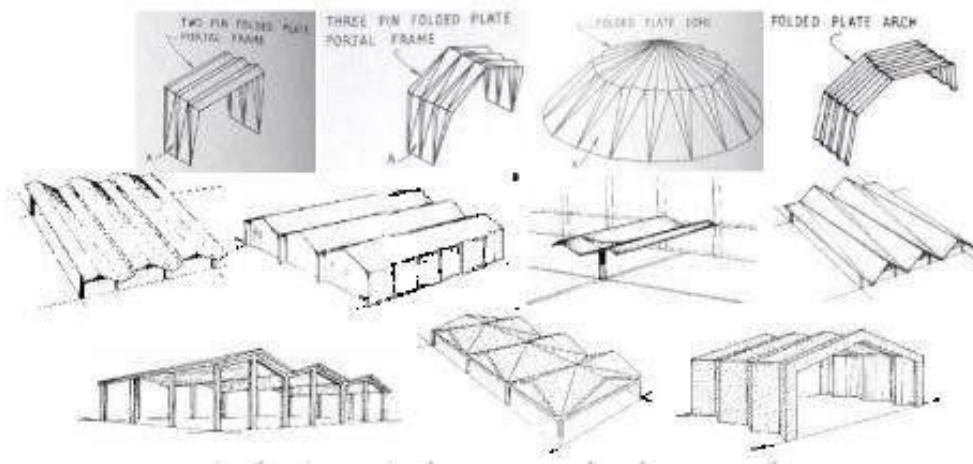 TWO PIN FOLDED PLATE
PORTAL FRAME
A
THREE PIN FOLDED PLATE
PORTAL FRAME
A
FOLDED PLATE DOME
A
FOLDED PLATE ARCH